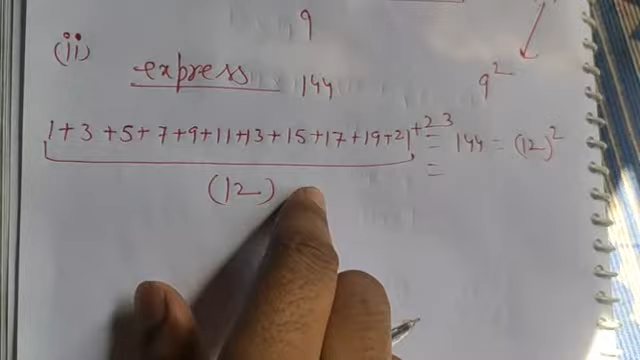 9
(ii) express 144
9²
1+3+5+7+9+11+13+15+17+19+21+23 = 144 = (12)²
(12) =